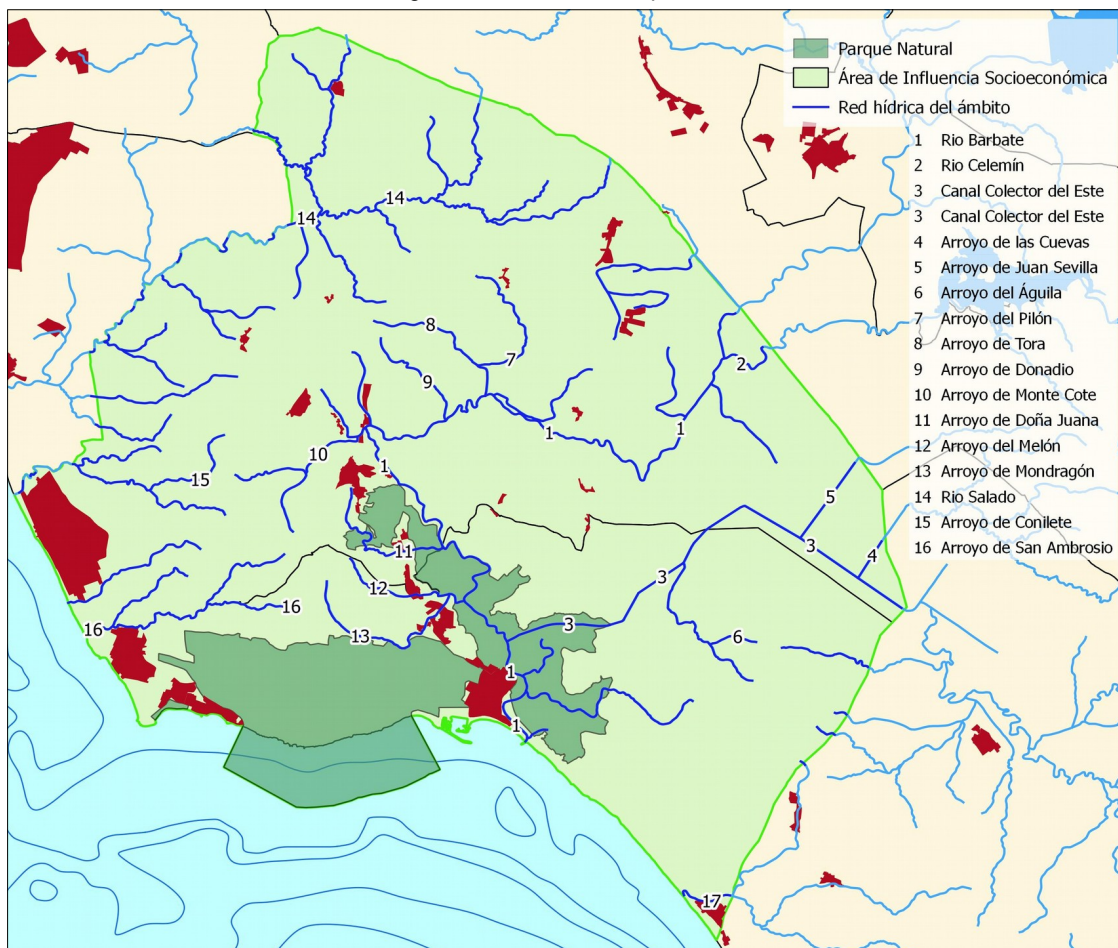 Parque Natural
Área de Influencia Socioeconómica
Red hídrica del ámbito
1 Rio Barbate
2 Rio Celemín
3 Canal Colector del Este
3 Canal Colector del Este
4 Arroyo de las Cuevas
5 Arroyo de Juan Sevilla
6 Arroyo del Águila
7 Arroyo del Pilón
8 Arroyo de Tora
9 Arroyo de Donadio
10 Arroyo de Monte Cote
11 Arroyo de Doña Juana
12 Arroyo del Melón
13 Arroyo de Mondragón
14 Rio Salado
15 Arroyo de Conilete
16 Arroyo de San Ambrosio
14
14
8
7
2
9
1
1
10
1
15
5
11
3
4
3
12
16
16
13
3
6
1
1
17